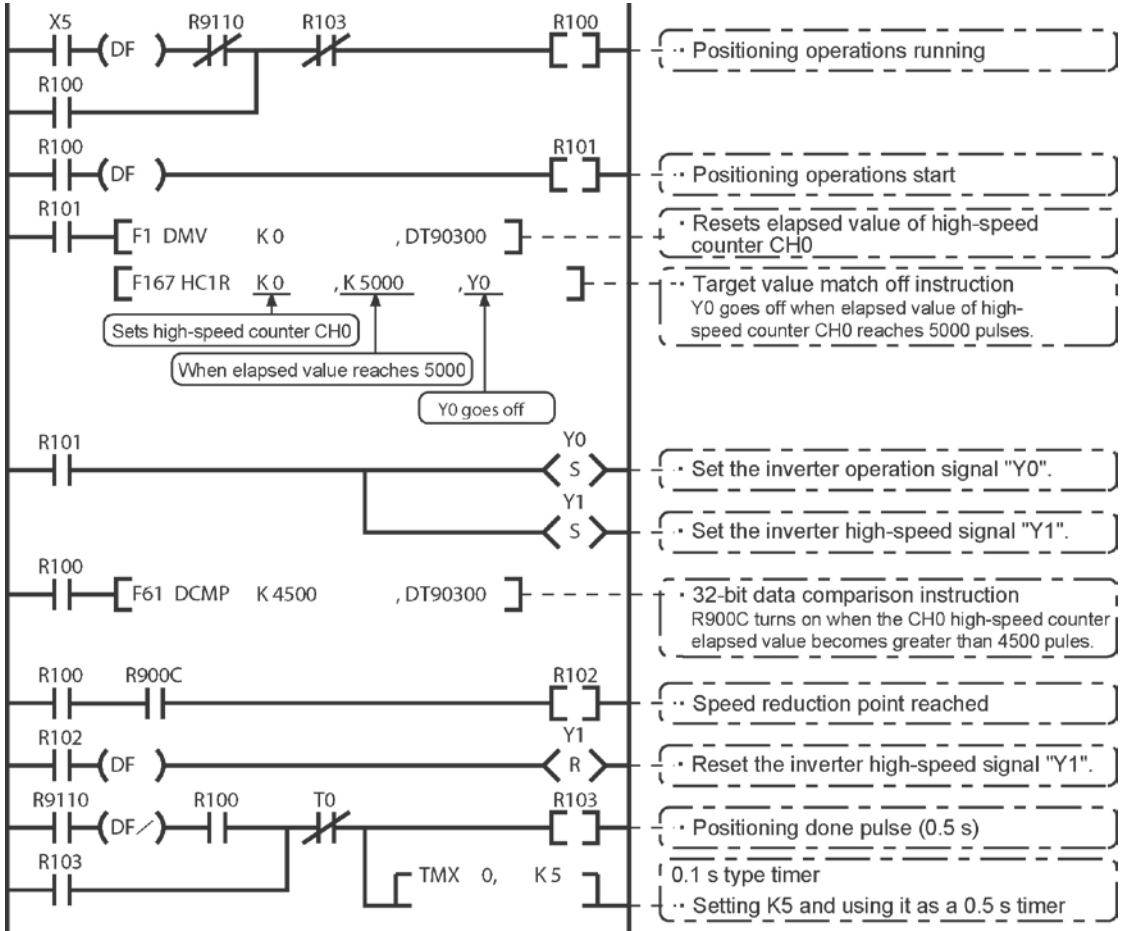 X5 R9110 R103 R100
DF
· Positioning operations running
R100
R100 R101
DF
· Positioning operations start
R101
F1 DMV K 0 , DT90300
· Resets elapsed value of high-speed
counter CH0
F167 HC1R K 0 , K 5000 , Y0
· Target value match off instruction
Y0 goes off when elapsed value of high-
speed counter CH0 reaches 5000 pulses.
Sets high-speed counter CH0
When elapsed value reaches 5000
Y0 goes off
R101 Y0
S
· Set the inverter operation signal "Y0".
Y1
S
· Set the inverter high-speed signal "Y1".
R100
F61 DCMP K 4500 , DT90300
· 32-bit data comparison instruction
R900C turns on when the CH0 high-speed counter
elapsed value becomes greater than 4500 pules.
R100 R900C R102
· Speed reduction point reached
R102 Y1
DF R
· Reset the inverter high-speed signal "Y1".
R9110 R100 T0 R103
DF/
· Positioning done pulse (0.5 s)
R103
TMX 0, K 5
0.1 s type timer
· Setting K5 and using it as a 0.5 s timer